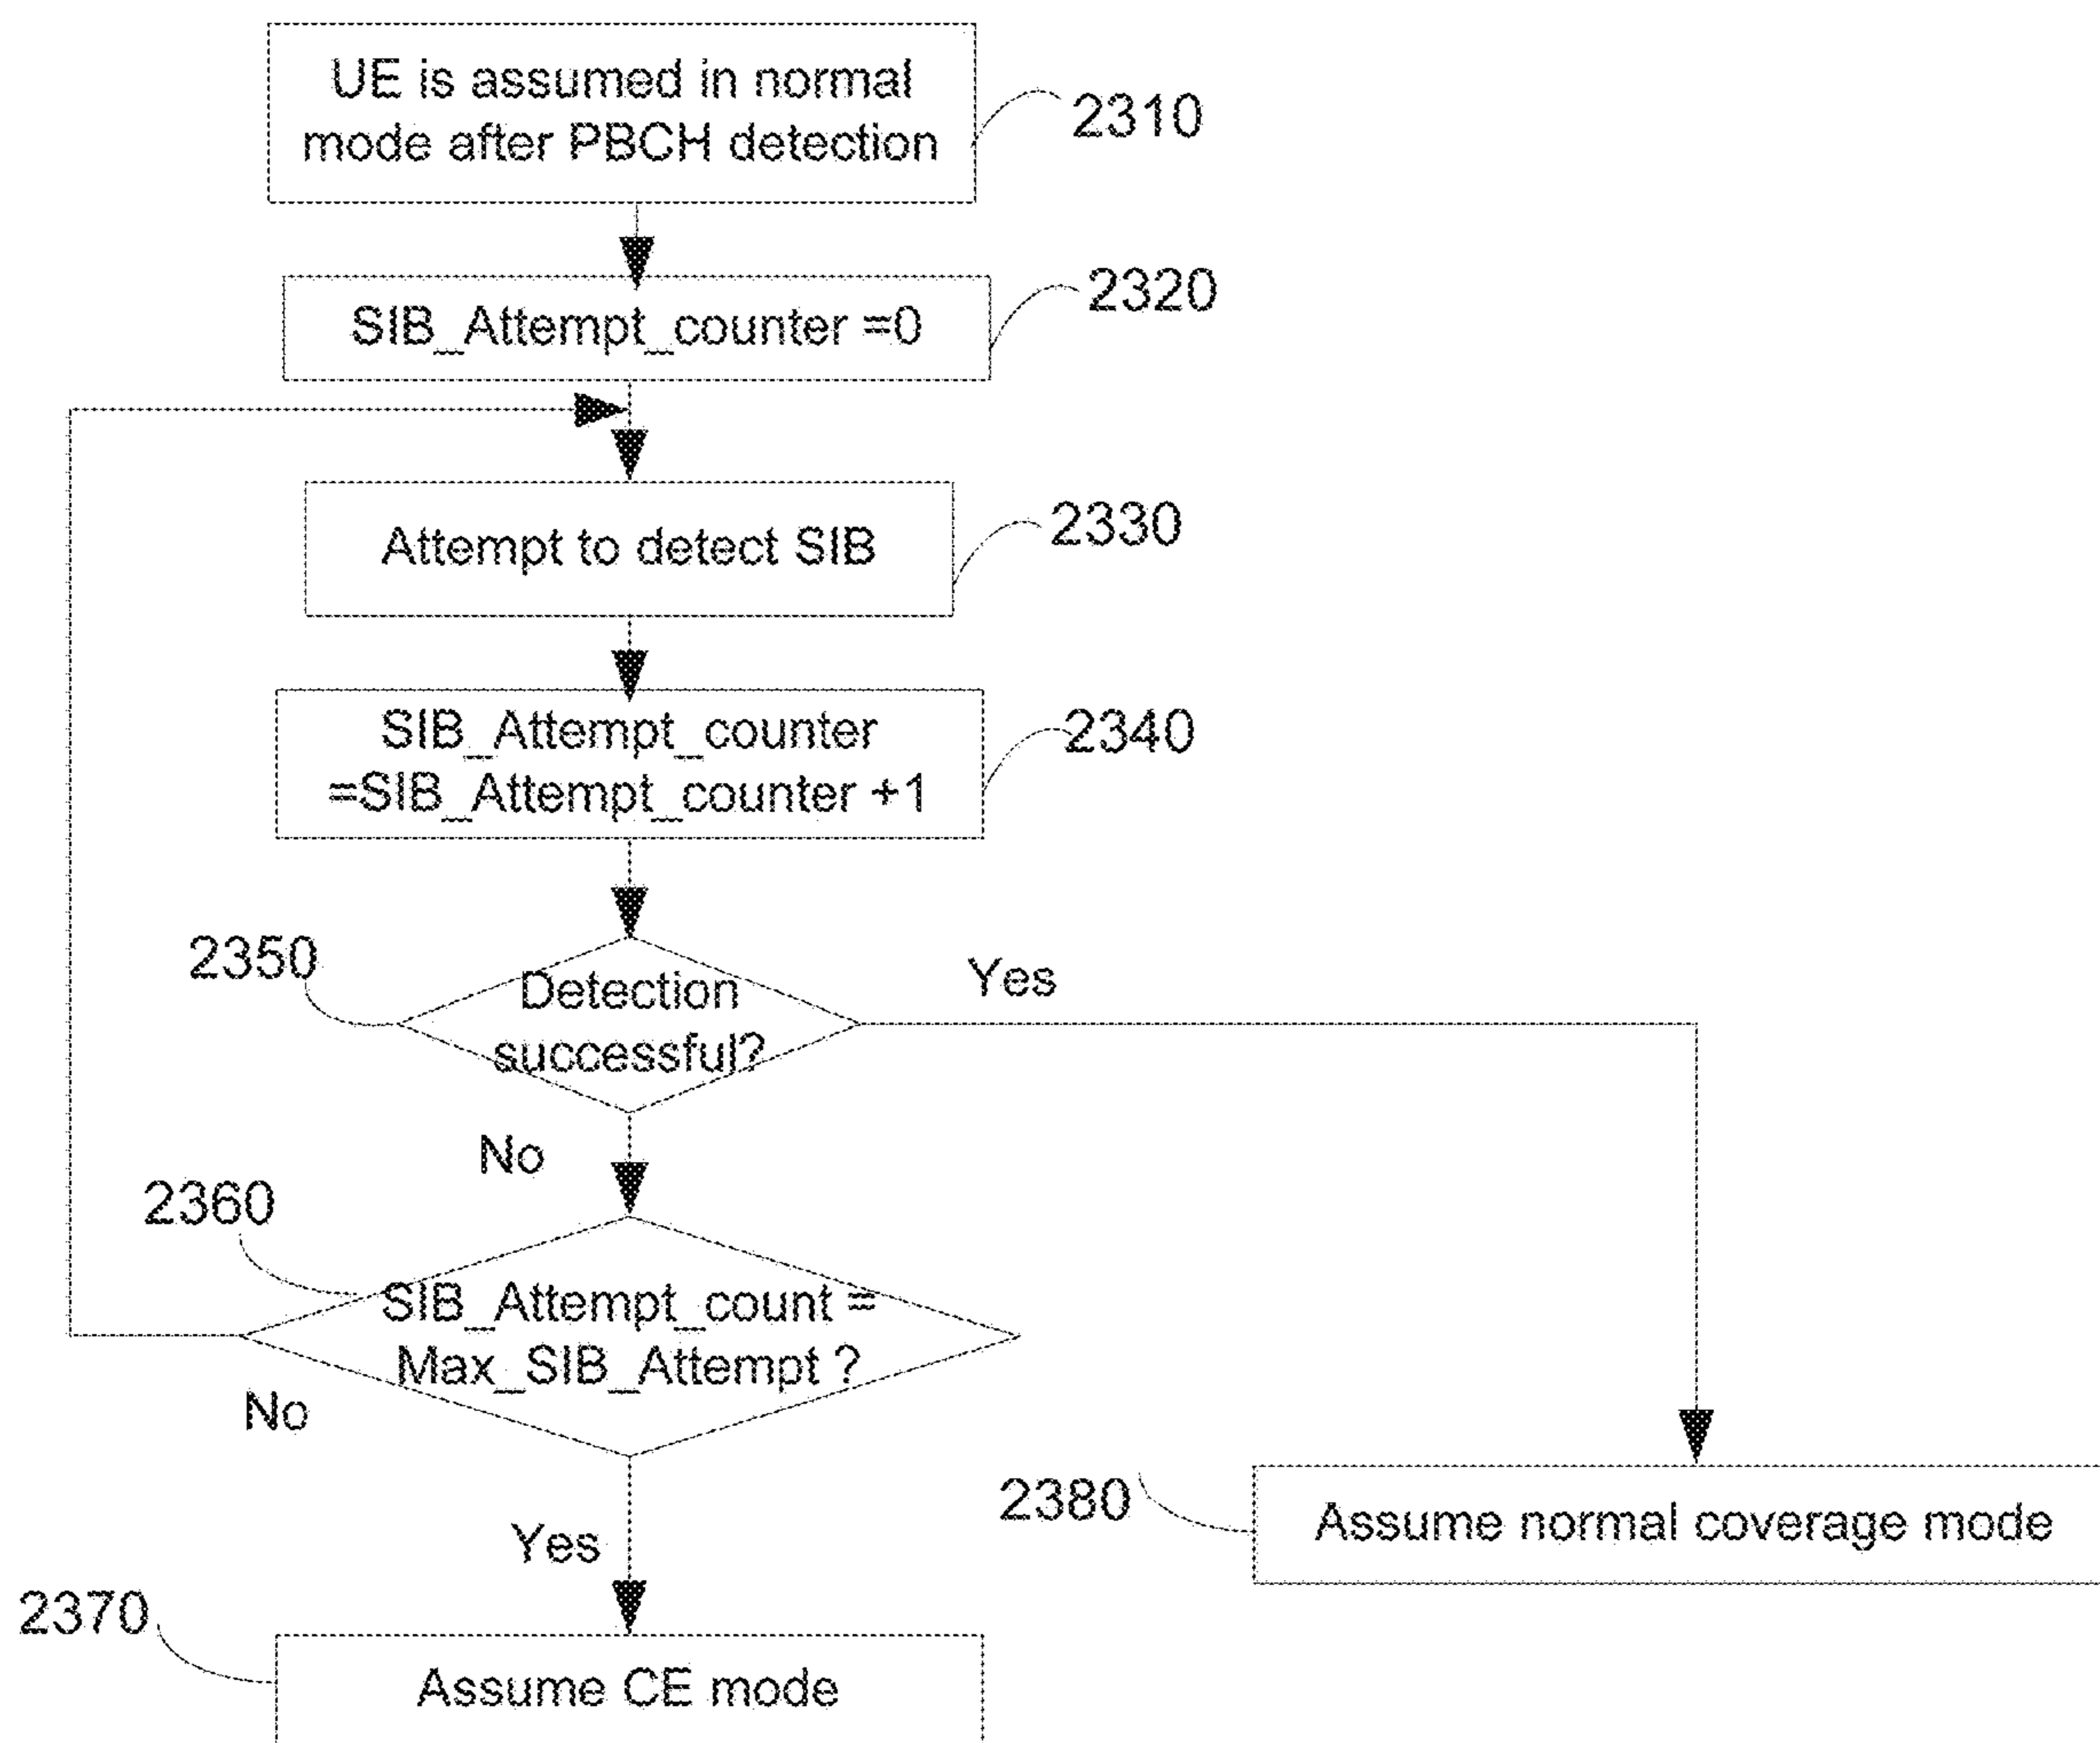 UE is assumed in normal
mode after PBCH detection
2310
SIB_Attempt_counter =0
2320
Attempt to detect SIB
2330
SIB_Attempt_counter
=SIB_Attempt_counter +1
2340
2350
Detection
successful?
Yes
No
2360
SIB_Attempt_count =
Max_SIB_Attempt ?
No
Yes
2380
Assume normal coverage mode
2370
Assume CE mode